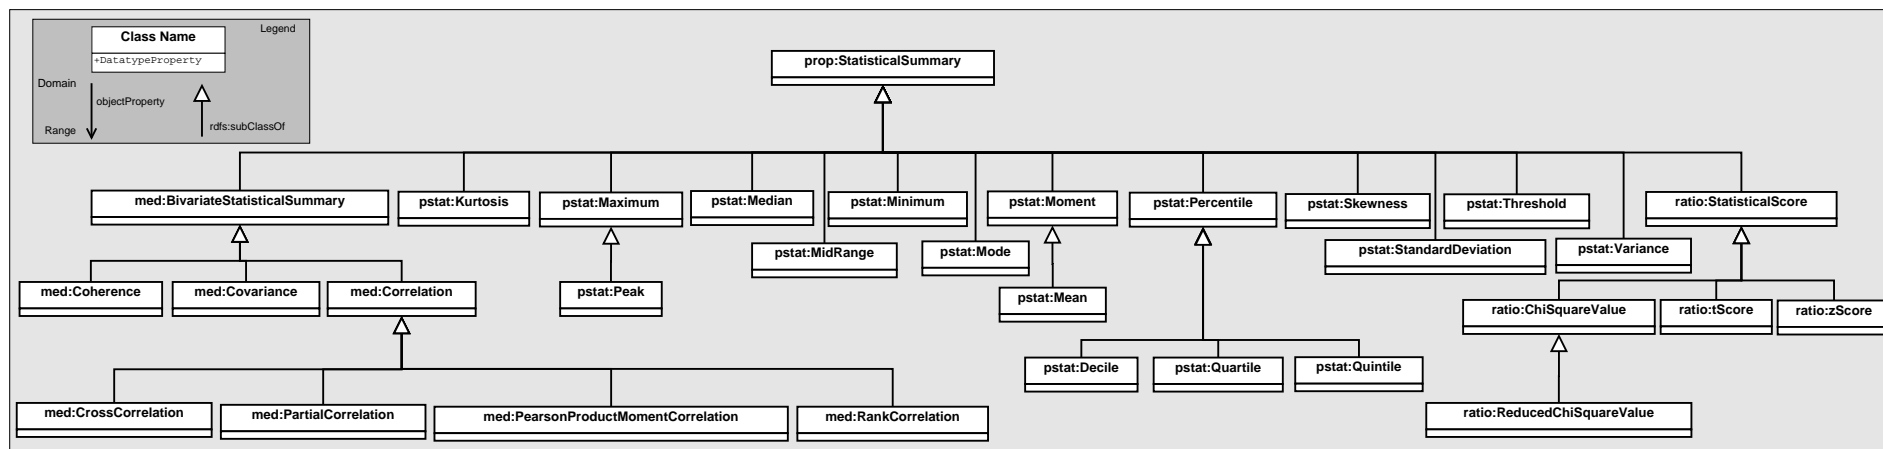 Class Name
Legend
+DatatypeProperty
Domain
objectProperty
Range
rdfs:subClassOf
prop:StatisticalSummary
med:BivariateStatisticalSummary
pstat:Kurtosis
pstat:Maximum
pstat:Median
pstat:Minimum
pstat:Moment
pstat:Percentile
pstat:Skewness
pstat:Threshold
ratio:StatisticalScore
pstat:MidRange
pstat:Mode
pstat:StandardDeviation
pstat:Variance
med:Coherence
med:Covariance
med:Correlation
pstat:Peak
pstat:Mean
ratio:ChiSquareValue
ratio:tScore
ratio:zScore
pstat:Decile
pstat:Quartile
pstat:Quintile
med:CrossCorrelation
med:PartialCorrelation
med:PearsonProductMomentCorrelation
med:RankCorrelation
ratio:ReducedChiSquareValue